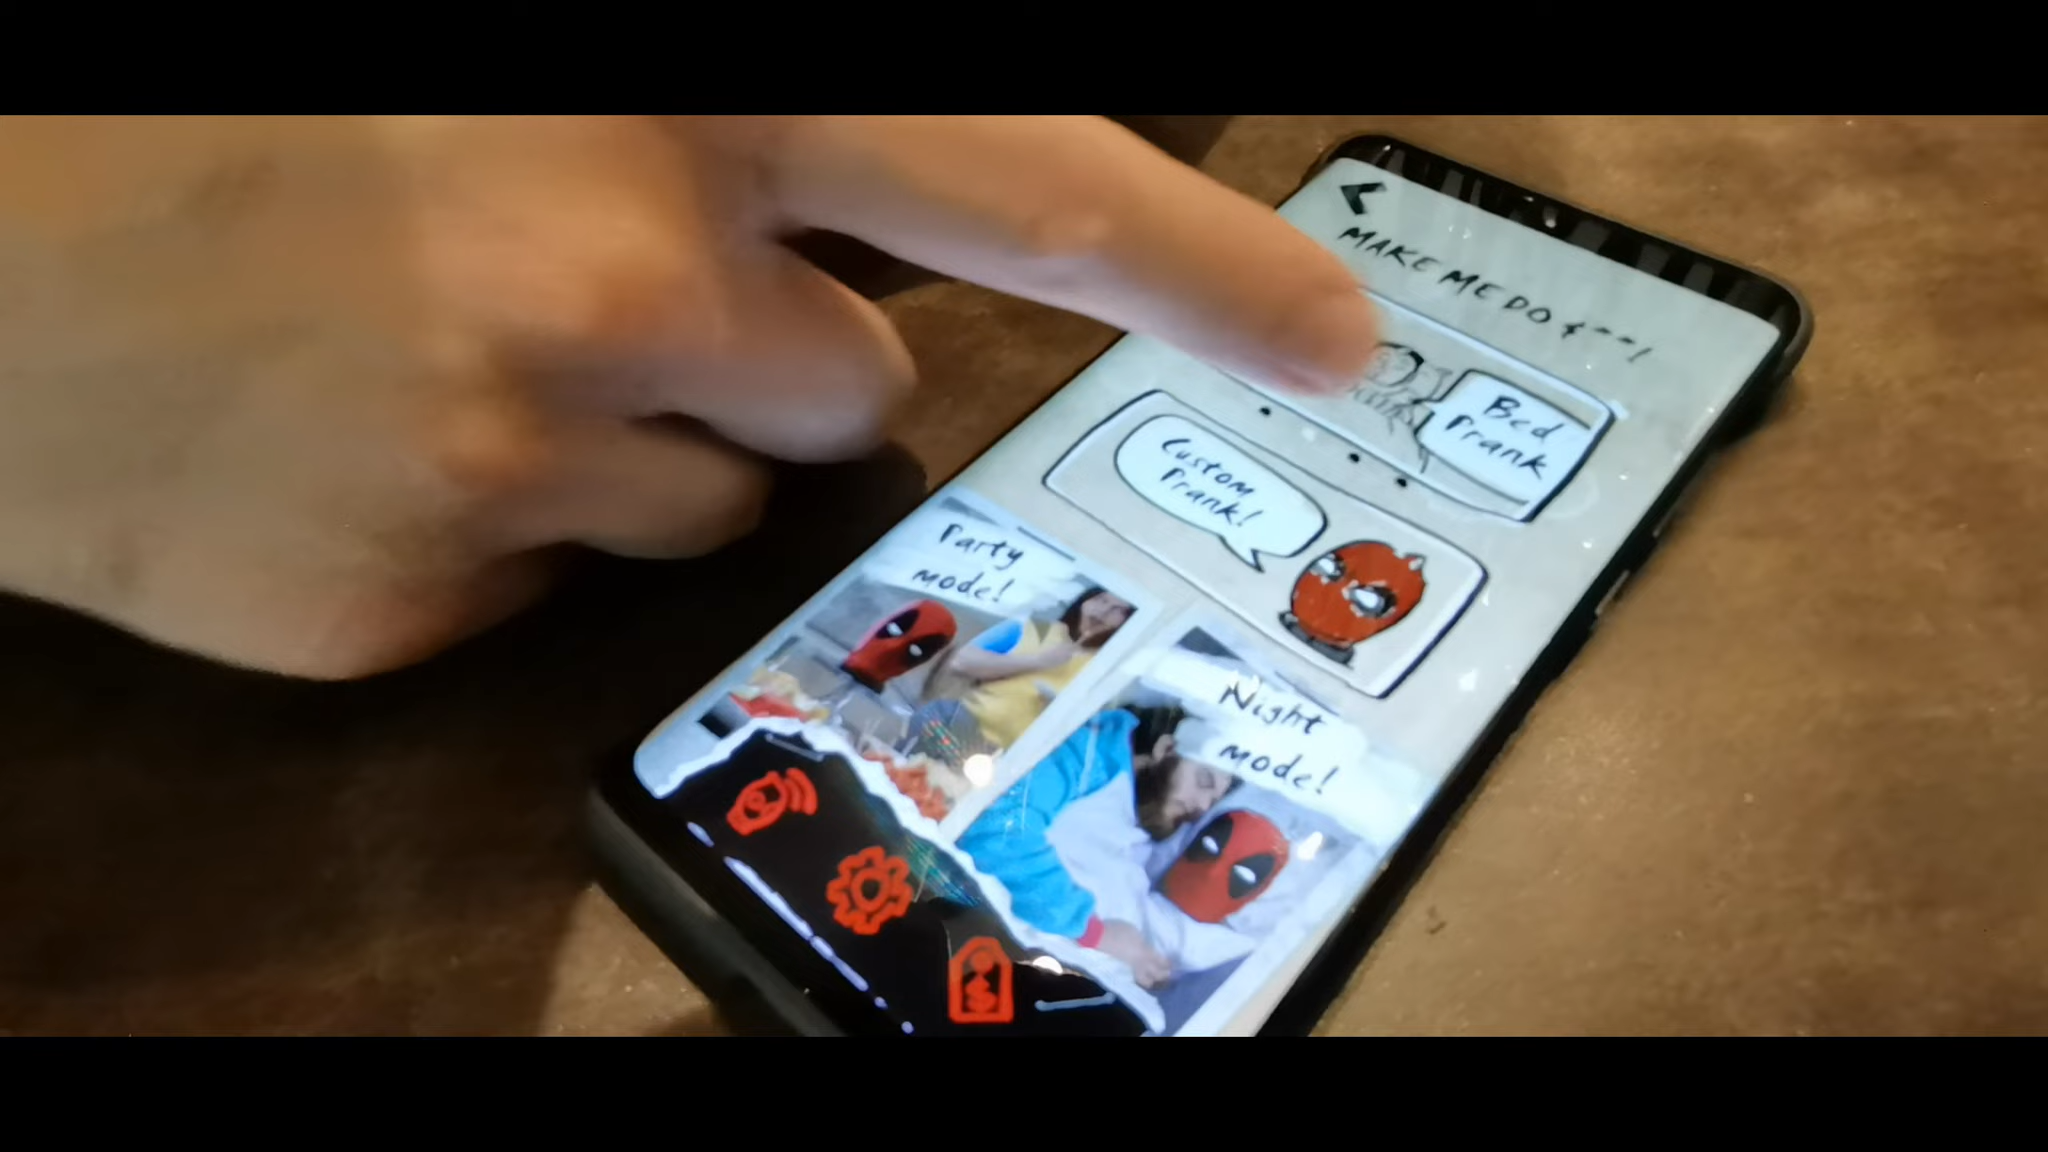 MAKE ME DO $**!
Bed
Prank
Custom
Prank!
Party
mode!
Night
mode!